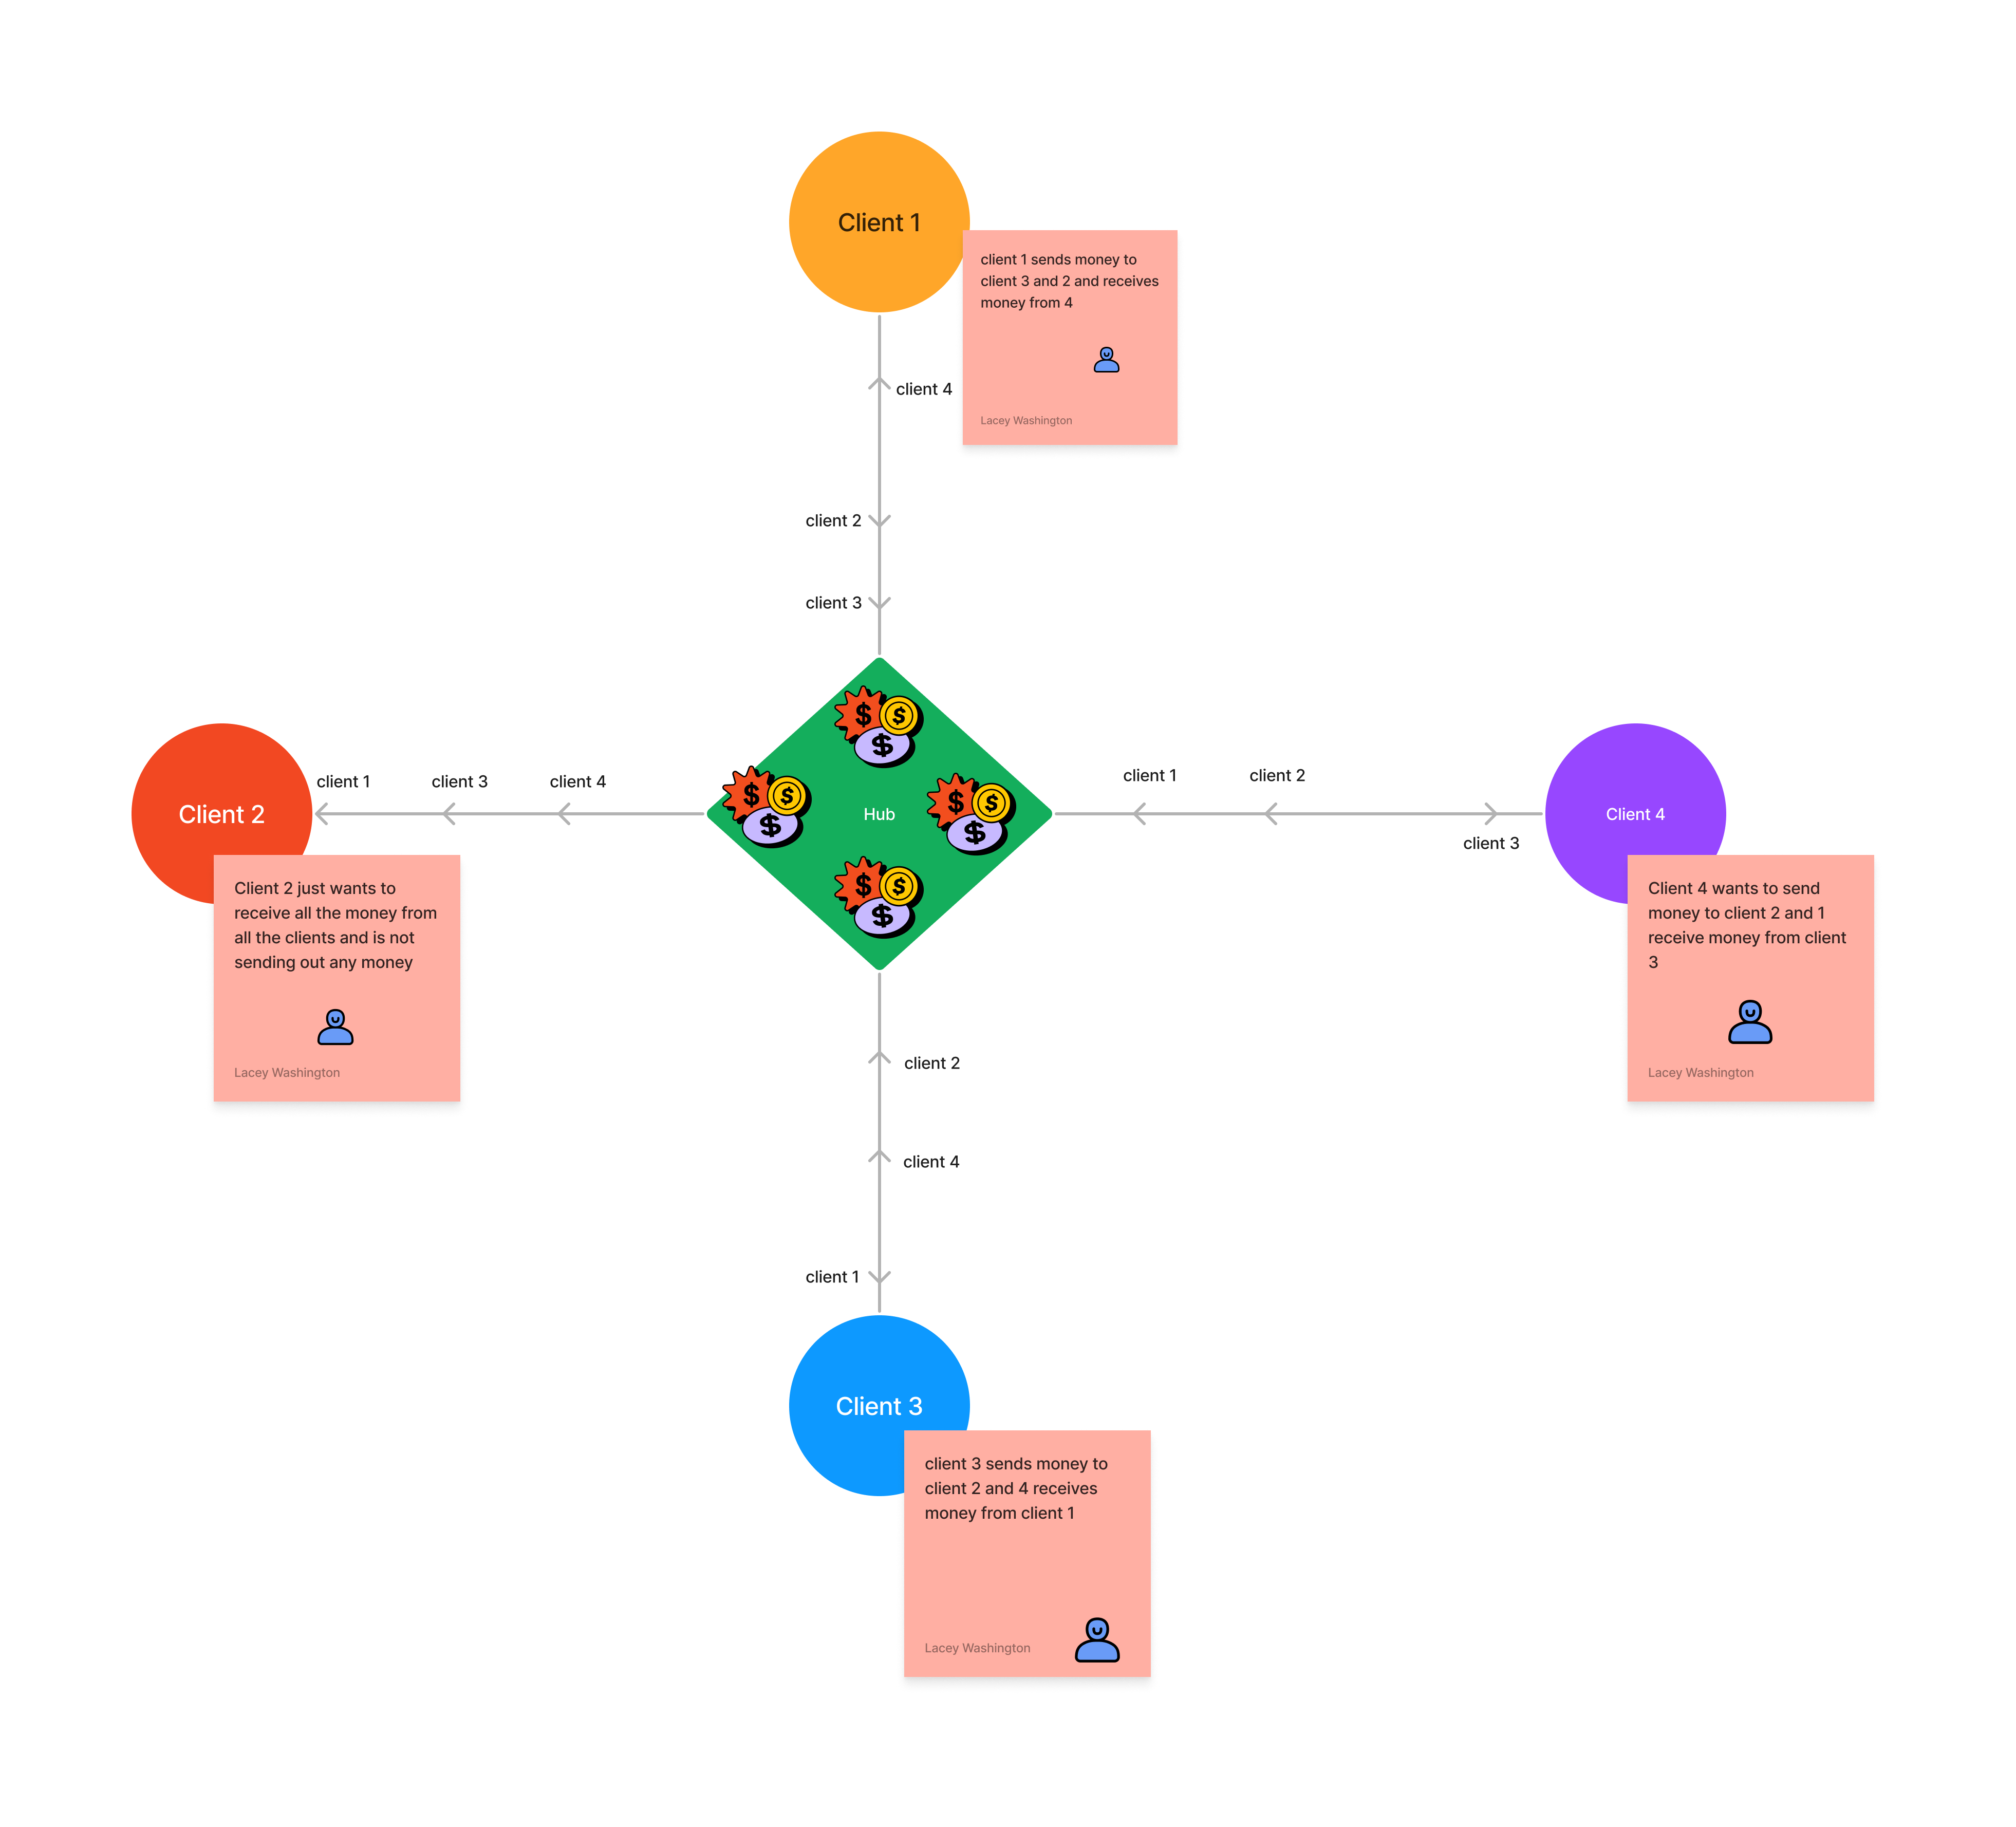 Client 1
client 1 sends money to
client 3 and 2 and receives
money from 4
Lacey Washington
client 4
client 2
client 3
$ $ $
$ $ $
$ $ $
$ $ $
Hub
Client 2
client 1
client 3
client 4
Client 2 just wants to
receive all the money from
all the clients and is not
sending out any money
Lacey Washington
client 1
client 2
client 3
Client 4
Client 4 wants to send
money to client 2 and 1
receive money from client
3
Lacey Washington
client 2
client 4
client 1
Client 3
client 3 sends money to
client 2 and 4 receives
money from client 1
Lacey Washington